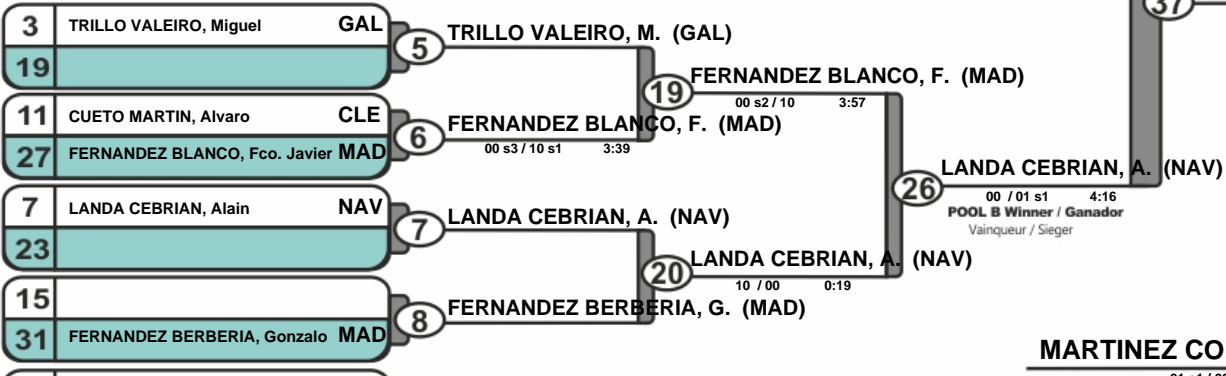 37
3 TRILLO VALEIRO, Miguel GAL
19
5
TRILLO VALEIRO, M. (GAL)
19
FERNANDEZ BLANCO, F. (MAD)
00 s2 / 10 3:57
11 CUETO MARTIN, Alvaro CLE
27 FERNANDEZ BLANCO, Fco. Javier MAD
6
FERNANDEZ BLANCO, F. (MAD)
00 s3 / 10 s1 3:39
26
LANDA CEBRIAN, A. (NAV)
00 / 01 s1 4:16
POOL B Winner / Ganador
Vainqueur / Sieger
7 LANDA CEBRIAN, Alain NAV
23
7
LANDA CEBRIAN, A. (NAV)
20
LANDA CEBRIAN, A. (NAV)
10 / 00 0:19
15
31 FERNANDEZ BERBERIA, Gonzalo MAD
8
FERNANDEZ BERBERIA, G. (MAD)
MARTINEZ CO